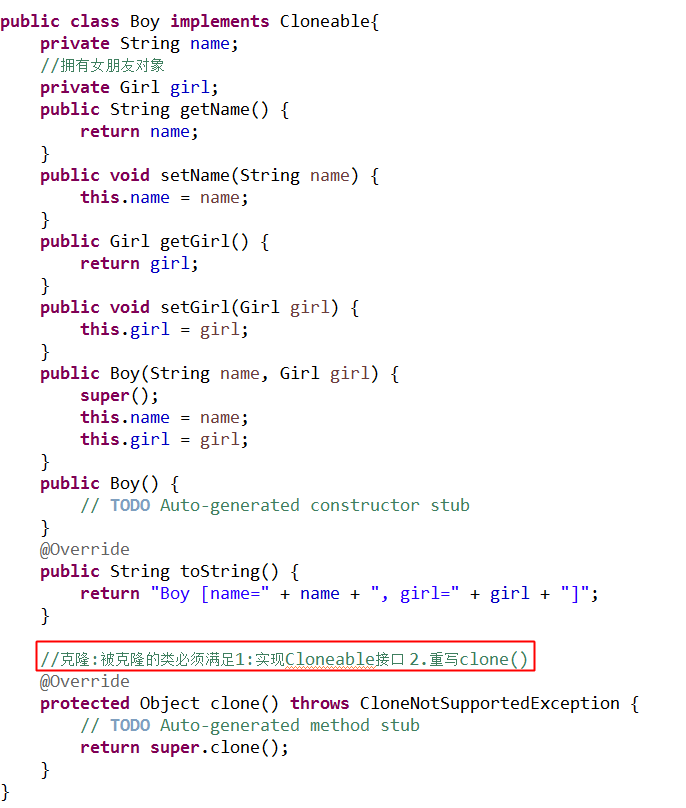 public class Boy implements Cloneable{
    private String name;
    //拥有女朋友对象
    private Girl girl;
    public String getName() {
        return name;
    }
    public void setName(String name) {
        this.name = name;
    }
    public Girl getGirl() {
        return girl;
    }
    public void setGirl(Girl girl) {
        this.girl = girl;
    }
    public Boy(String name, Girl girl) {
        super();
        this.name = name;
        this.girl = girl;
    }
    public Boy() {
        // TODO Auto-generated constructor stub
    }
    @Override
    public String toString() {
        return "Boy [name=" + name + ", girl=" + girl + "]";
    }
    //克隆:被克隆的类必须满足1:实现Cloneable接口 2.重写clone()
    @Override
    protected Object clone() throws CloneNotSupportedException {
        // TODO Auto-generated method stub
        return super.clone();
    }
}